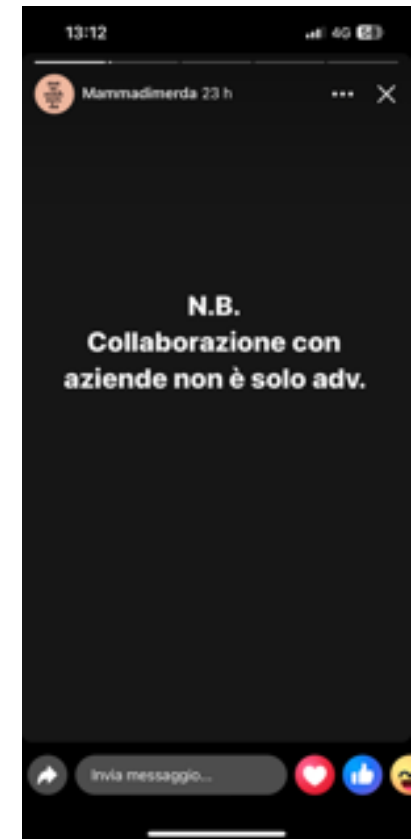 13:12
4G
Mammadimerda 23 h
N.B.
Collaborazione con
aziende non è solo adv.
Invia messaggio...